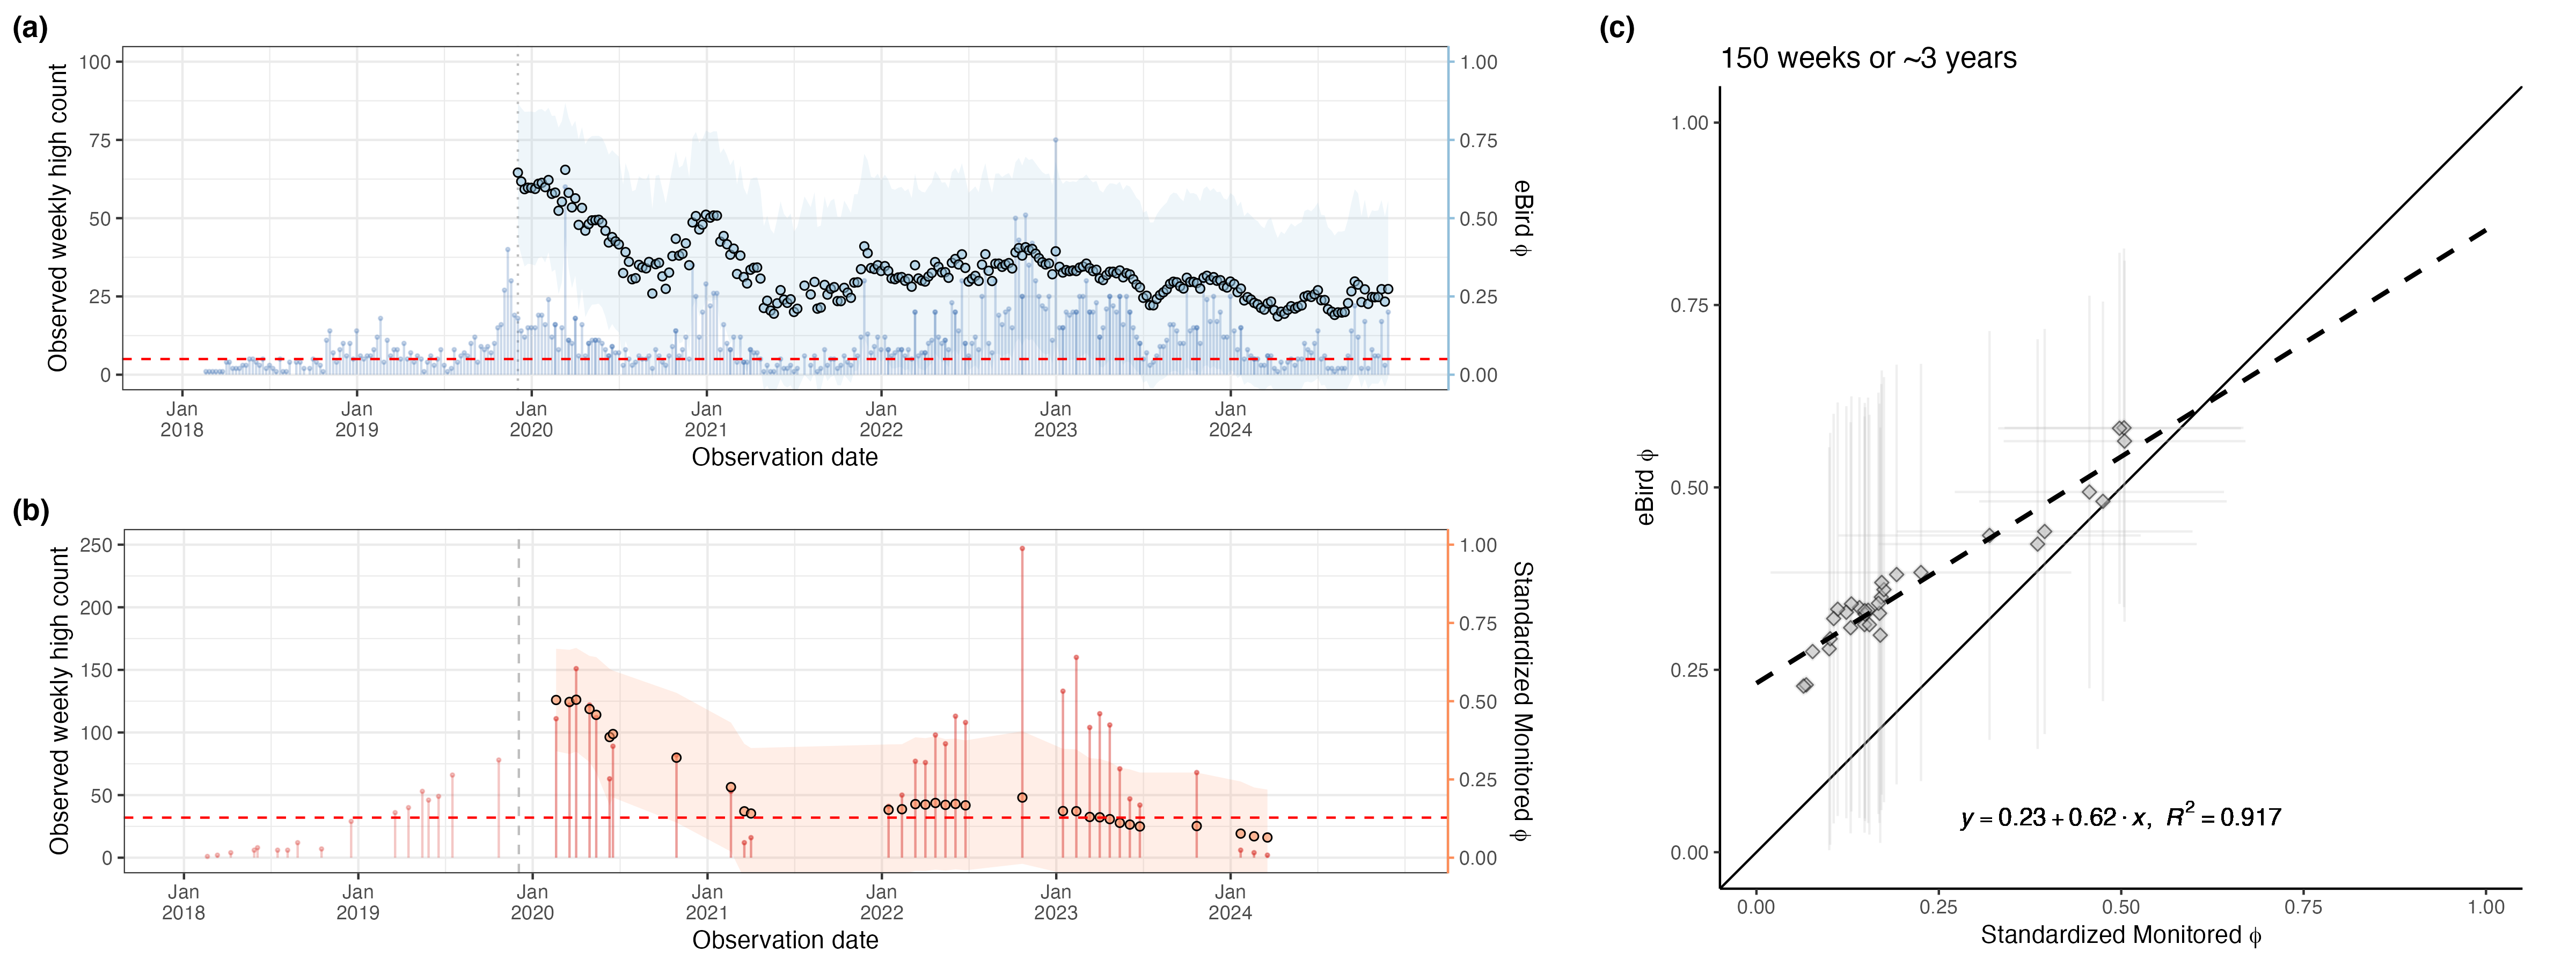 (a)
Observed weekly high count
100
75
50
25
0
1.00
0.75
0.50
0.25
0.00
eBird ϕ
Jan 2018
Jan 2019
Jan 2020
Jan 2021
Jan 2022
Jan 2023
Jan 2024
Observation date
(b)
Observed weekly high count
250
200
150
100
50
0
1.00
0.75
0.50
0.25
0.00
Standardized Monitored ϕ
Jan 2018
Jan 2019
Jan 2020
Jan 2021
Jan 2022
Jan 2023
Jan 2024
Observation date
(c)
150 weeks or ~3 years
eBird ϕ
1.00
0.75
0.50
0.25
0.00
y = 0.23 + 0.62 · x, R² = 0.917
0.00
0.25
0.50
0.75
1.00
Standardized Monitored ϕ